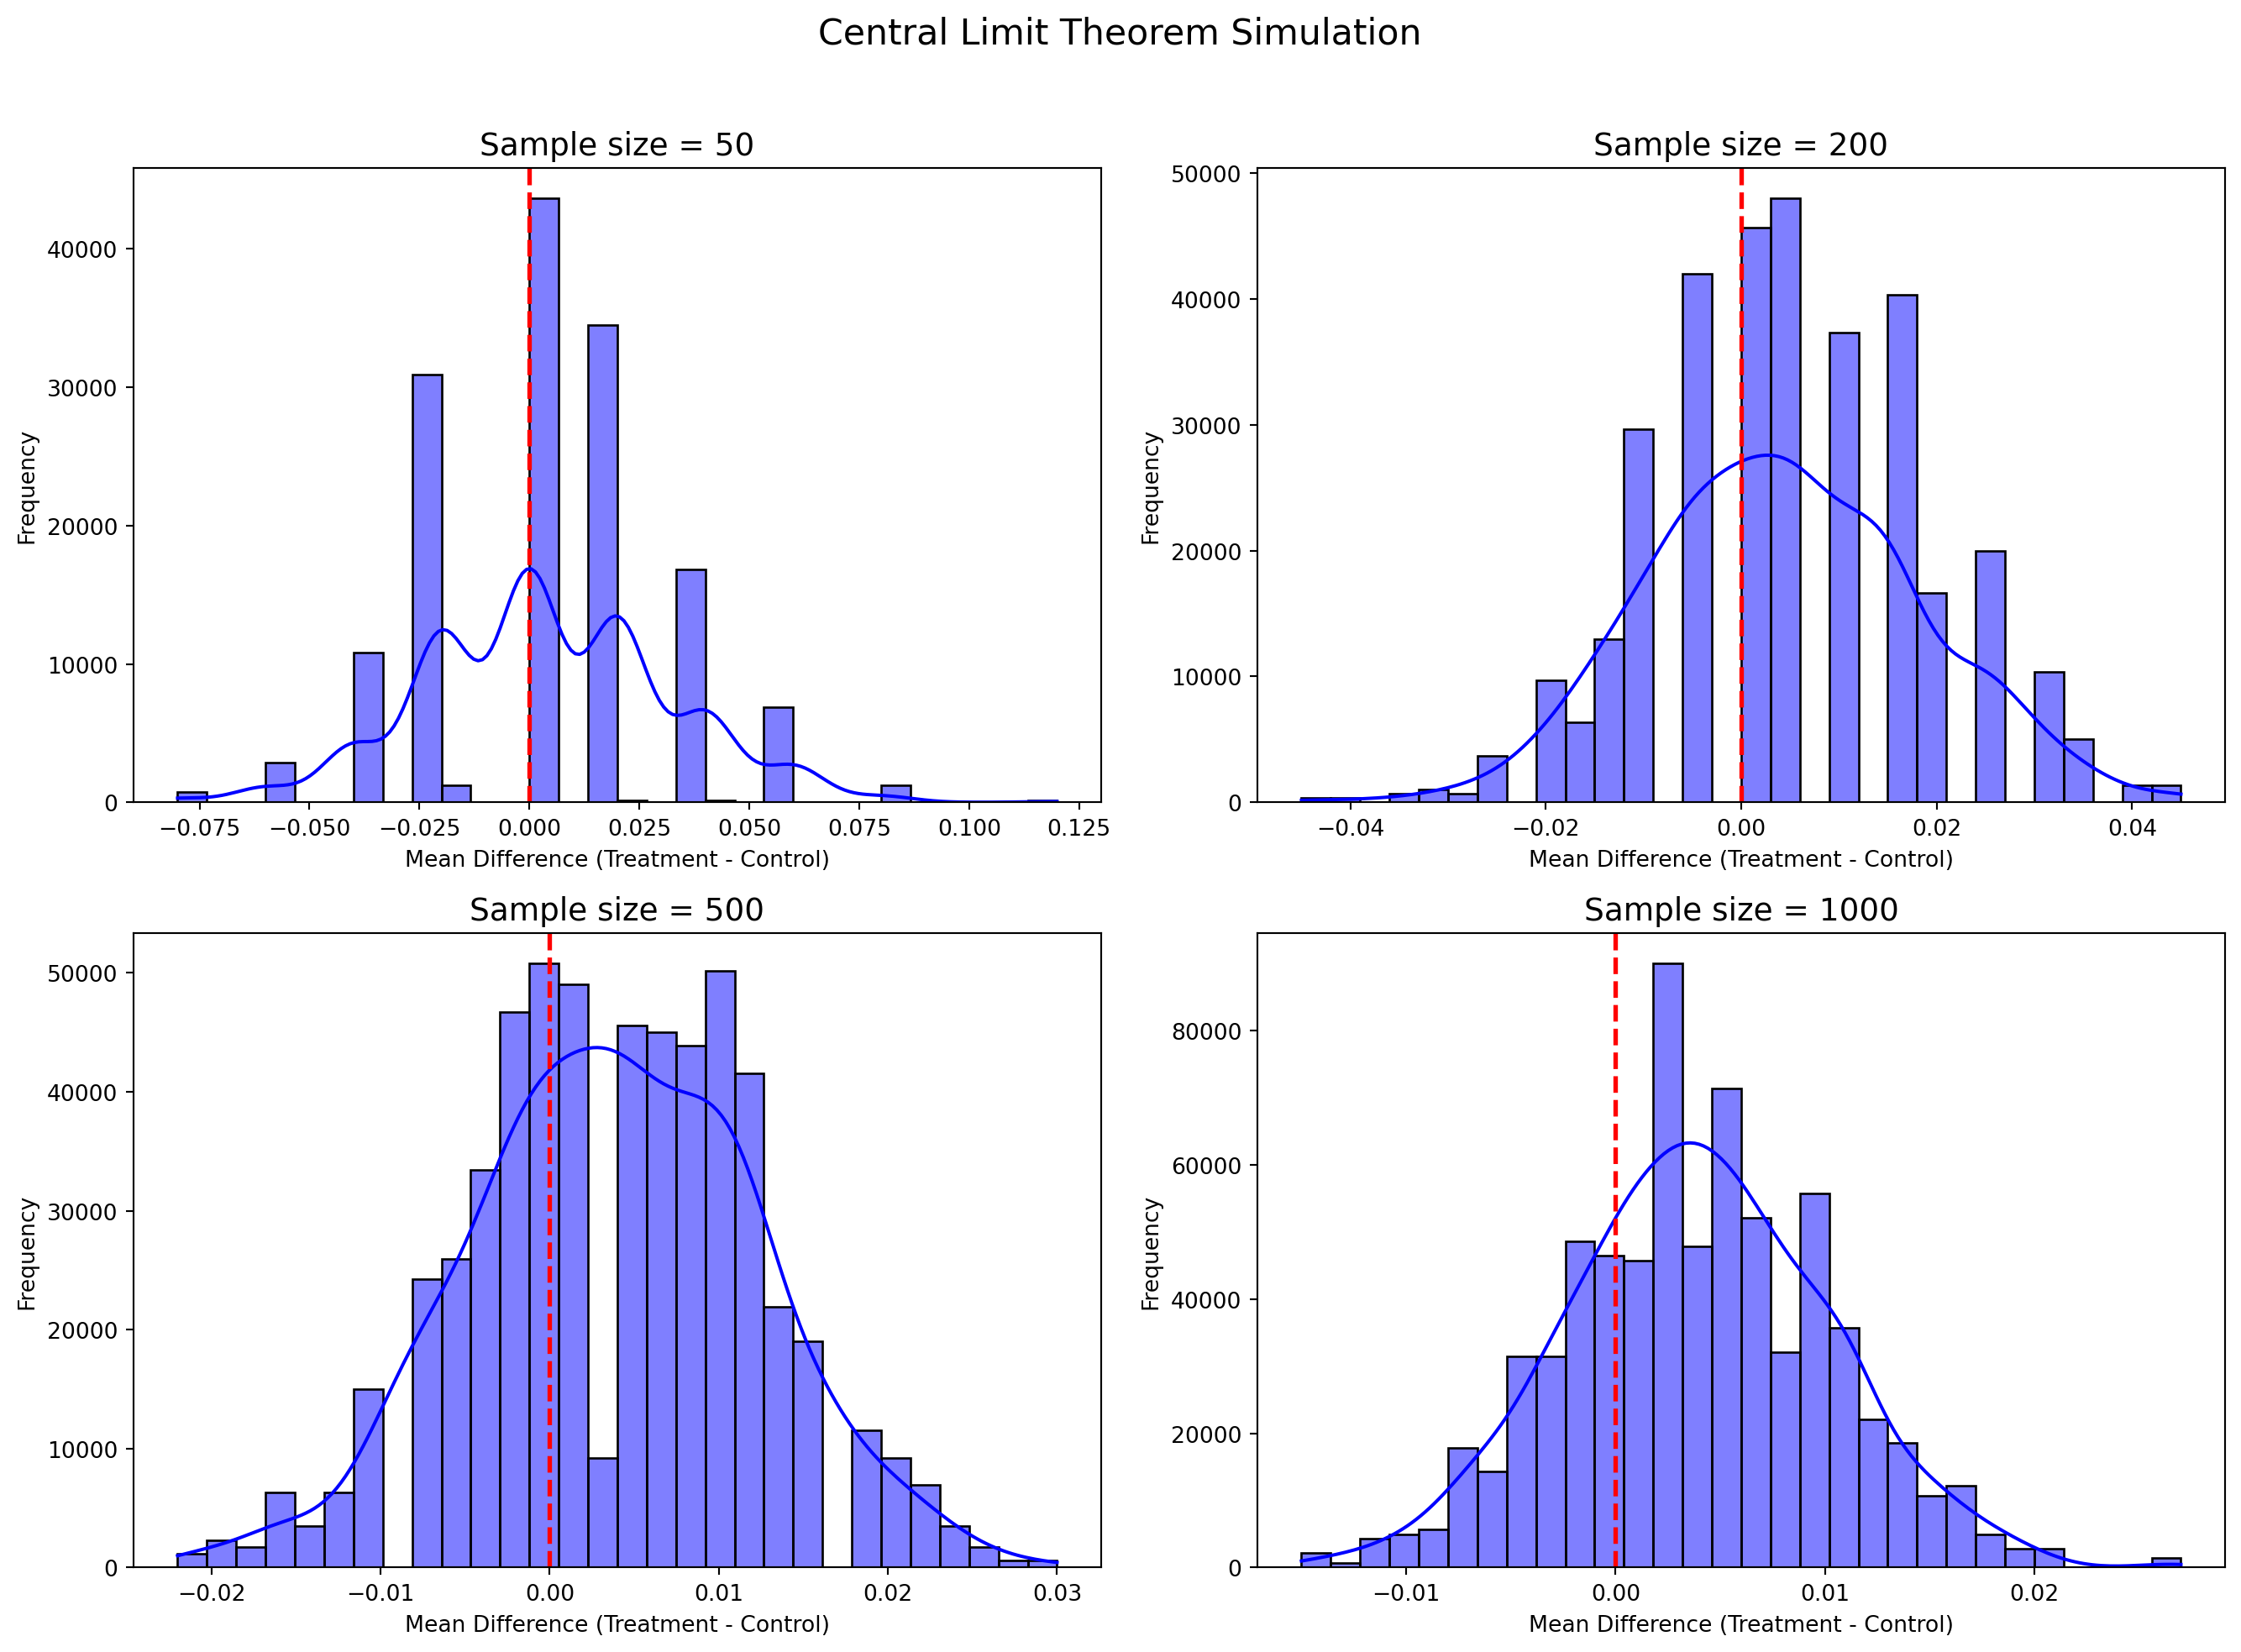 Central Limit Theorem Simulation
Sample size = 50
Frequency
40000
30000
20000
10000
0
−0.075 −0.050 −0.025 0.000 0.025 0.050 0.075 0.100 0.125
Mean Difference (Treatment - Control)
Sample size = 200
Frequency
50000
40000
30000
20000
10000
0
−0.04 −0.02 0.00 0.02 0.04
Mean Difference (Treatment - Control)
Sample size = 500
Frequency
50000
40000
30000
20000
10000
0
−0.02 −0.01 0.00 0.01 0.02 0.03
Mean Difference (Treatment - Control)
Sample size = 1000
Frequency
80000
60000
40000
20000
0
−0.01 0.00 0.01 0.02
Mean Difference (Treatment - Control)